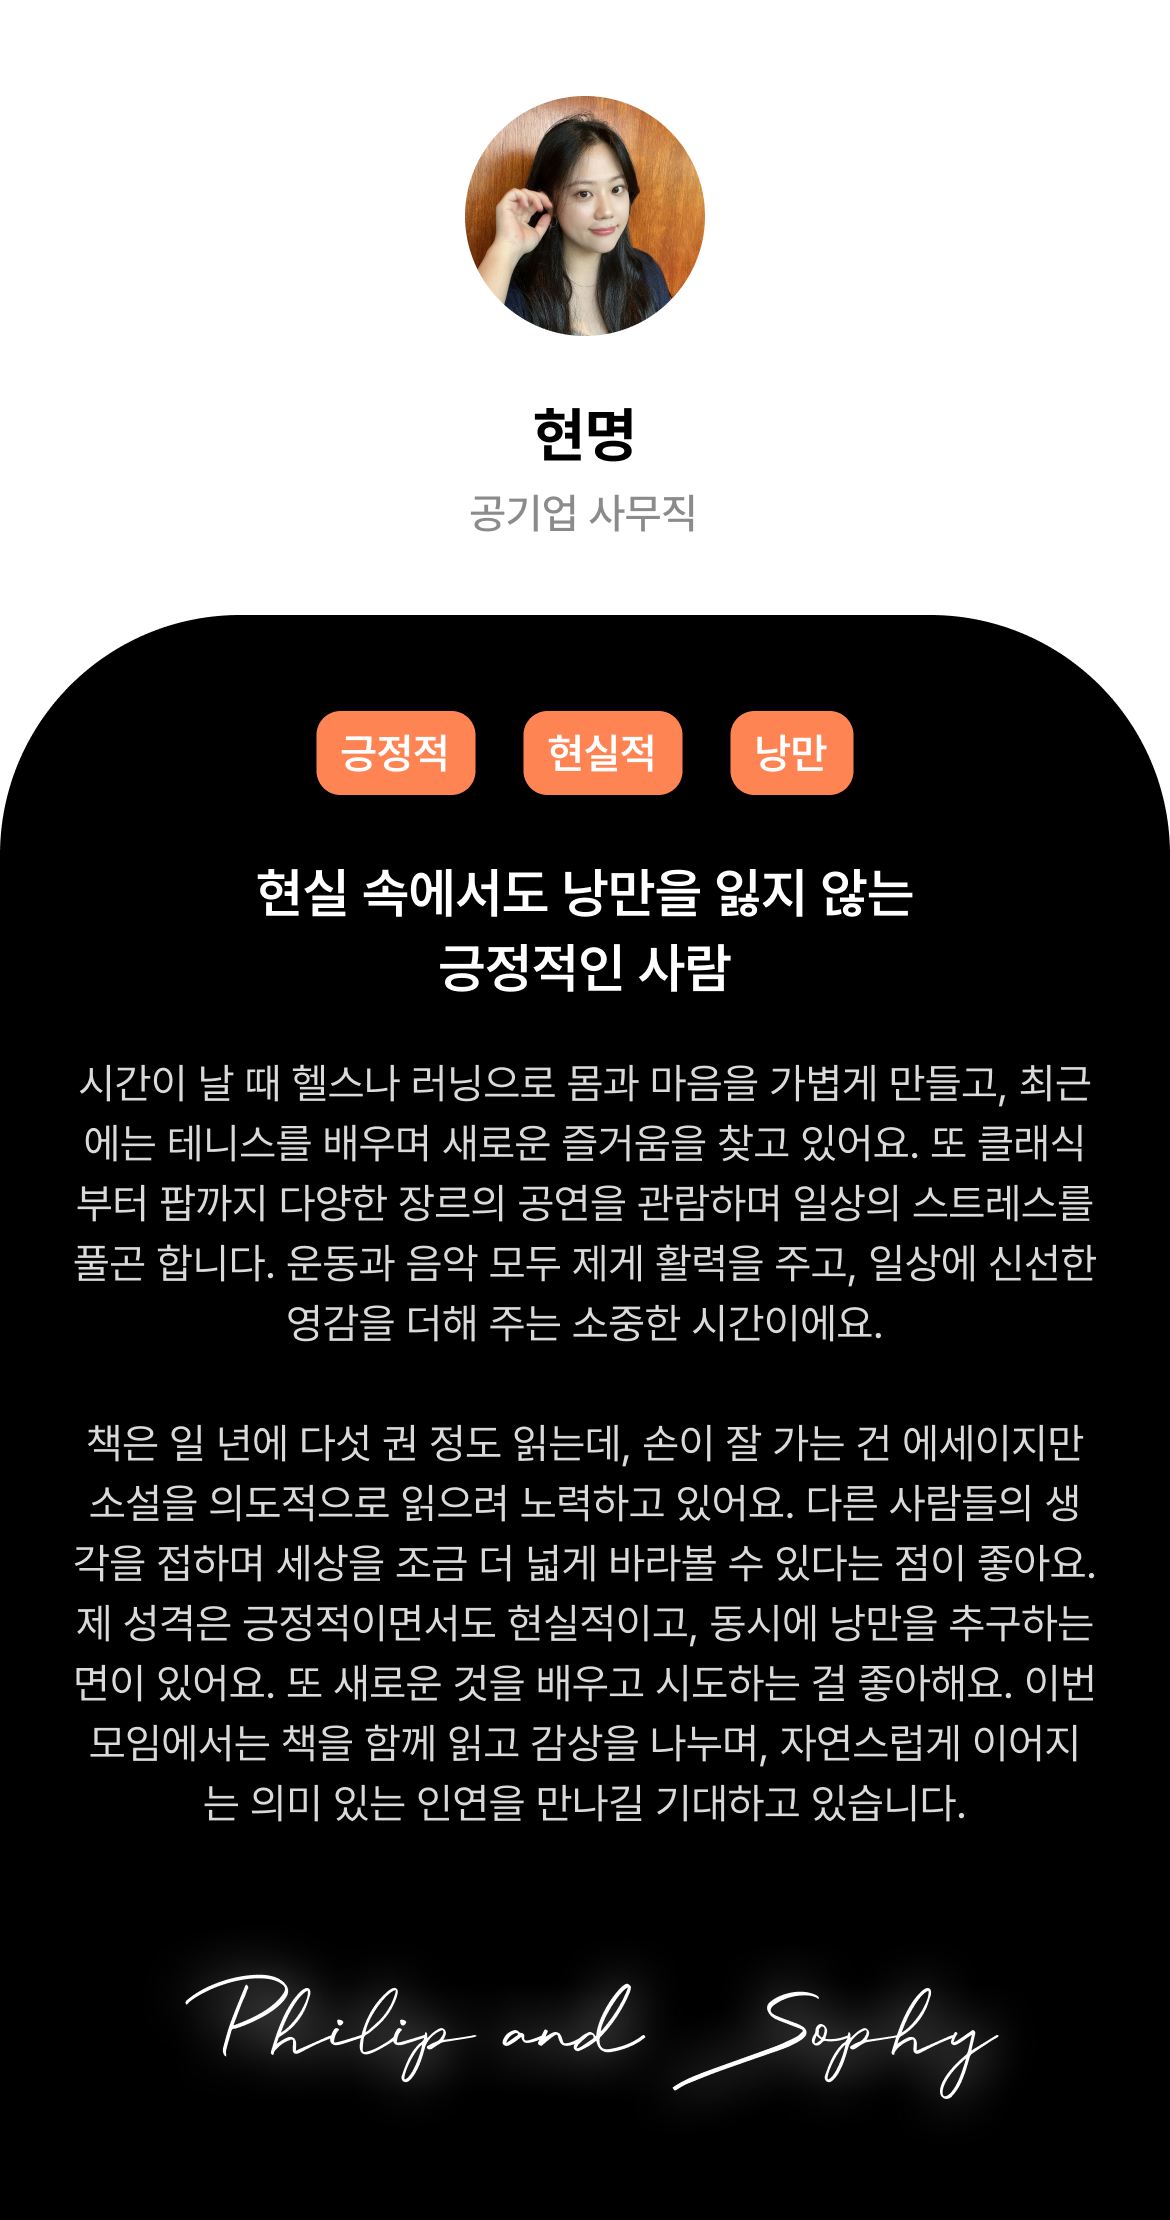 현명
공기업 사무직
긍정적 현실적 낭만
현실 속에서도 낭만을 잃지 않는
긍정적인 사람
시간이 날 때 헬스나 러닝으로 몸과 마음을 가볍게 만들고, 최근
에는 테니스를 배우며 새로운 즐거움을 찾고 있어요. 또 클래식
부터 팝까지 다양한 장르의 공연을 관람하며 일상의 스트레스를
풀곤 합니다. 운동과 음악 모두 제게 활력을 주고, 일상에 신선한
영감을 더해 주는 소중한 시간이에요.
책은 일 년에 다섯 권 정도 읽는데, 손이 잘 가는 건 에세이지만
소설을 의도적으로 읽으려 노력하고 있어요. 다른 사람들의 생
각을 접하며 세상을 조금 더 넓게 바라볼 수 있다는 점이 좋아요.
제 성격은 긍정적이면서도 현실적이고, 동시에 낭만을 추구하는
면이 있어요. 또 새로운 것을 배우고 시도하는 걸 좋아해요. 이번
모임에서는 책을 함께 읽고 감상을 나누며, 자연스럽게 이어지
는 의미 있는 인연을 만나길 기대하고 있습니다.
Philip and Sophy